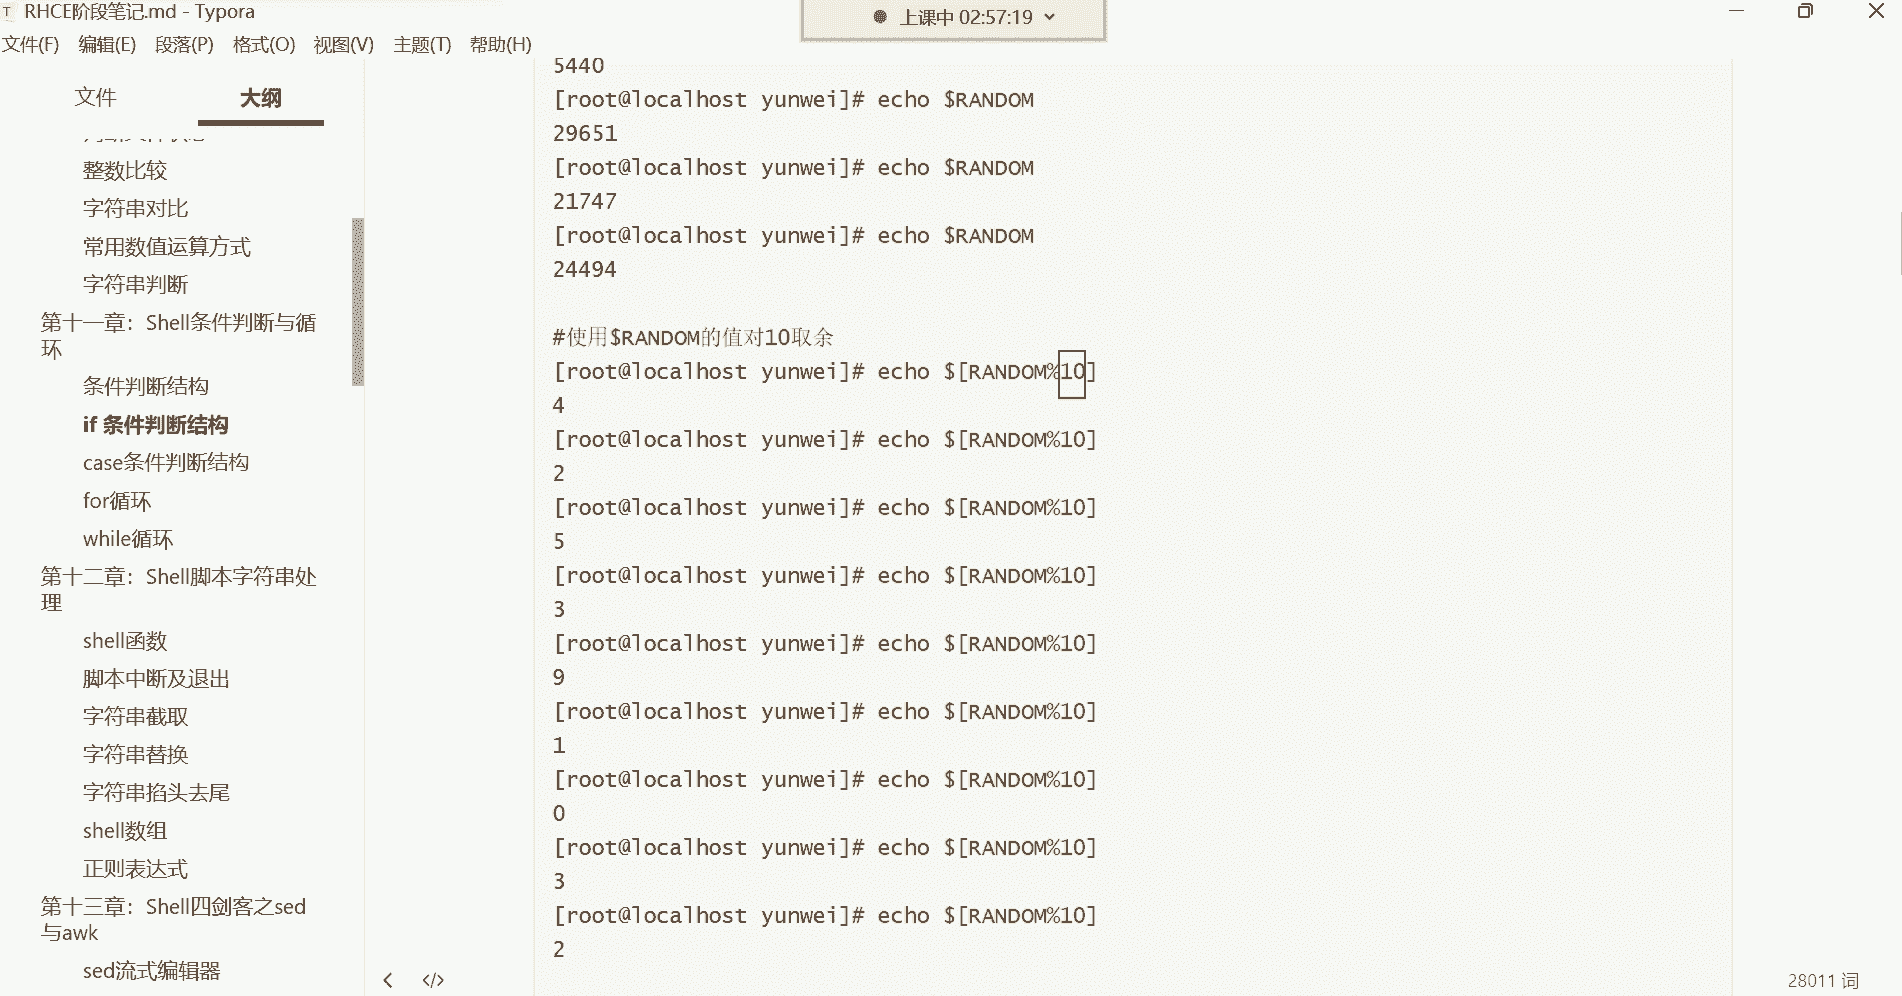 T RHCE阶段笔记.md - Typora
上课中 02:57:19
文件(F) 编辑(E) 段落(P) 格式(O) 视图(V) 主题(T) 帮助(H)
文件 大纲
整数比较
字符串对比
常用数值运算方式
字符串判断
第十一章：Shell条件判断与循
环
条件判断结构
if 条件判断结构
case条件判断结构
for循环
while循环
第十二章：Shell脚本字符串处
理
shell函数
脚本中断及退出
字符串截取
字符串替换
字符串掐头去尾
shell数组
正则表达式
第十三章：Shell四剑客之sed
与awk
sed流式编辑器
5440
[root@localhost yunwei]# echo $RANDOM
29651
[root@localhost yunwei]# echo $RANDOM
21747
[root@localhost yunwei]# echo $RANDOM
24494
#使用$RANDOM的值对10取余
[root@localhost yunwei]# echo $[RANDOM%10]
4
[root@localhost yunwei]# echo $[RANDOM%10]
2
[root@localhost yunwei]# echo $[RANDOM%10]
5
[root@localhost yunwei]# echo $[RANDOM%10]
3
[root@localhost yunwei]# echo $[RANDOM%10]
9
[root@localhost yunwei]# echo $[RANDOM%10]
1
[root@localhost yunwei]# echo $[RANDOM%10]
0
[root@localhost yunwei]# echo $[RANDOM%10]
3
[root@localhost yunwei]# echo $[RANDOM%10]
2
28011 词